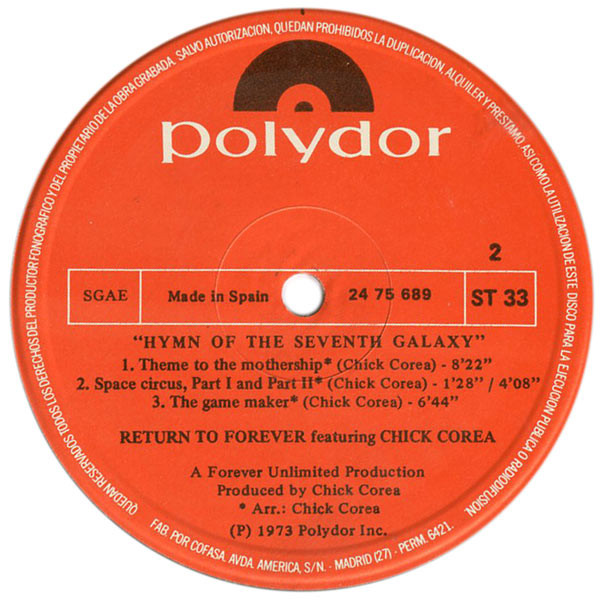 QUEDAN RESERVADOS TODOS LOS DERECHOS DEL PRODUCTOR FONOGRAFICO Y DEL PROPIETARIO DE LA OBRA GRABADA. SALVO AUTORIZACION, QUEDAN PROHIBIDOS LA DUPLICACION, ALQUILER Y PRESTAMO, ASI COMO LA UTILIZACION DE ESTE DISCO PARA LA EJECUCION PUBLICA O RADIODIFUSION.
polydor
2
SGAE Made in Spain 24 75 689 ST 33
"HYMN OF THE SEVENTH GALAXY"
1. Theme to the mothership* (Chick Corea) - 8'22"
2. Space circus, Part I and Part II* (Chick Corea) - 1'28" / 4'08"
3. The game maker* (Chick Corea) - 6'44"
RETURN TO FOREVER featuring CHICK COREA
A Forever Unlimited Production
Produced by Chick Corea
* Arr.: Chick Corea
(P) 1973 Polydor Inc.
FAB. POR COFASA. AVDA. AMERICA, S/N. - MADRID (27) - PERM. 6421.